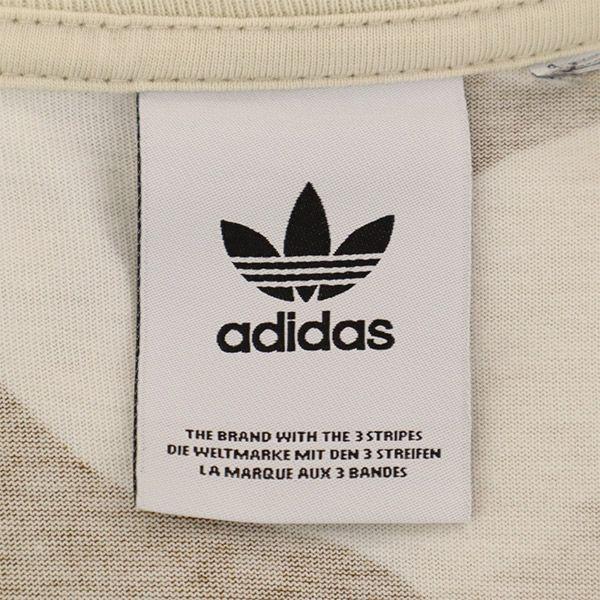 adidas
THE BRAND WITH THE 3 STRIPES
DIE WELTMARKE MIT DEN 3 STREIFEN
LA MARQUE AUX 3 BANDES